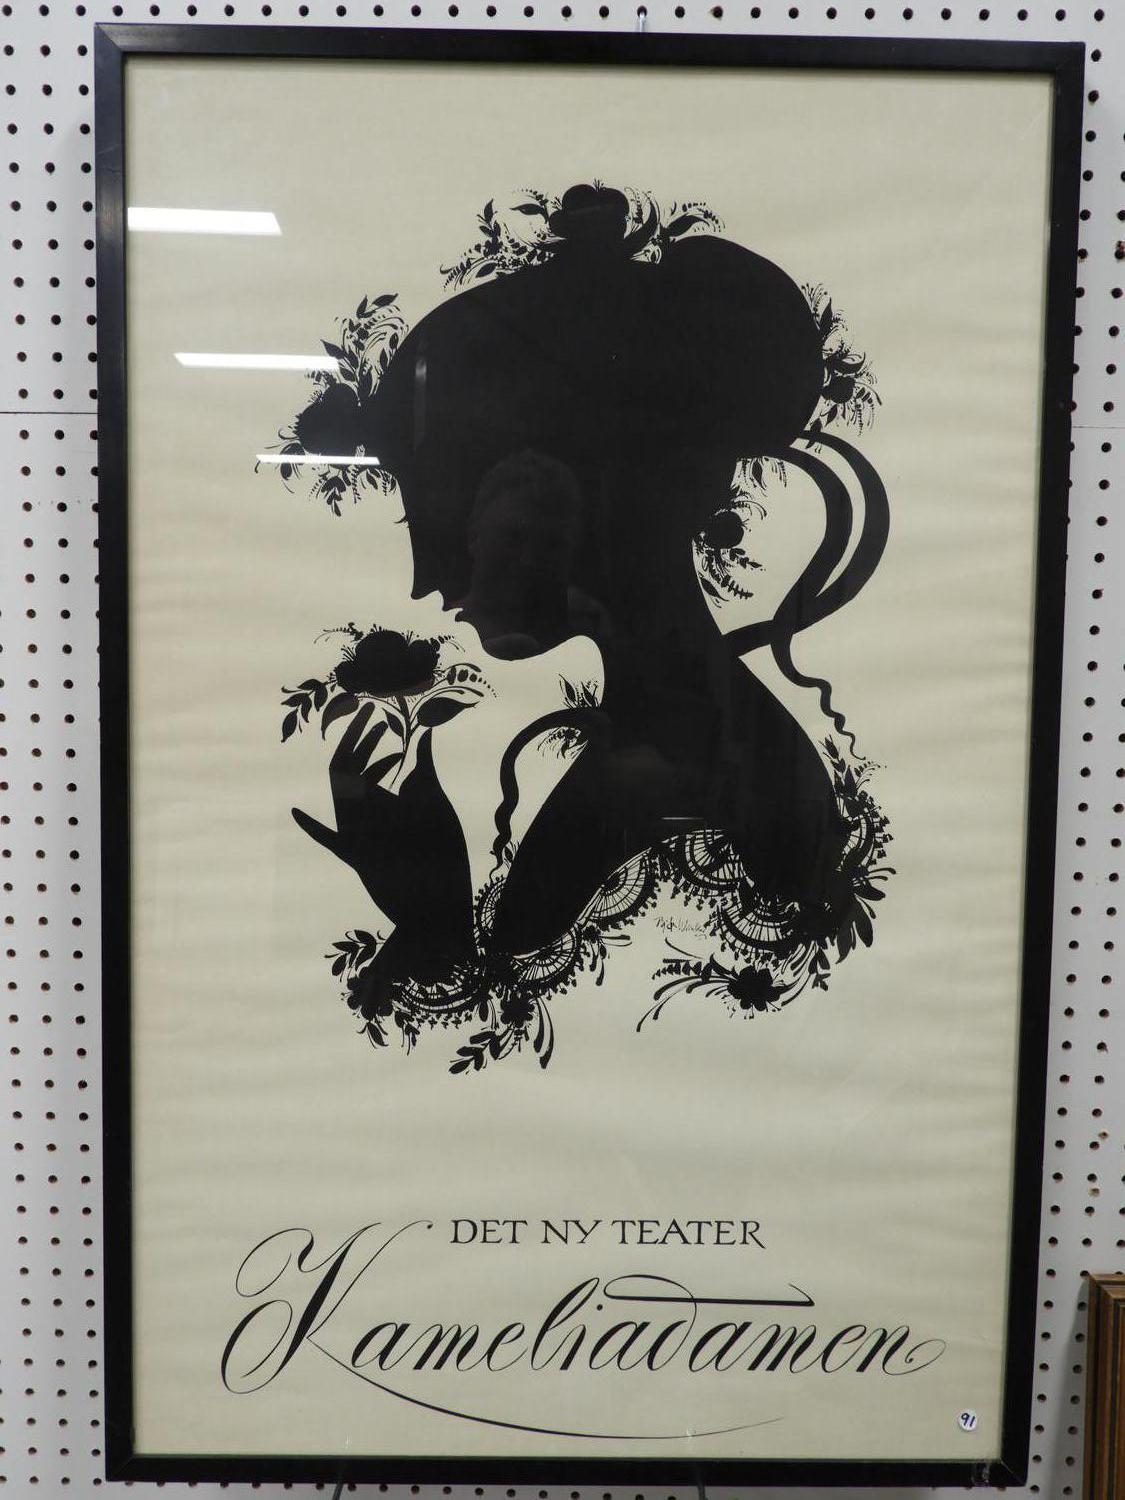 DET NY TEATER
Kameliadamen
91